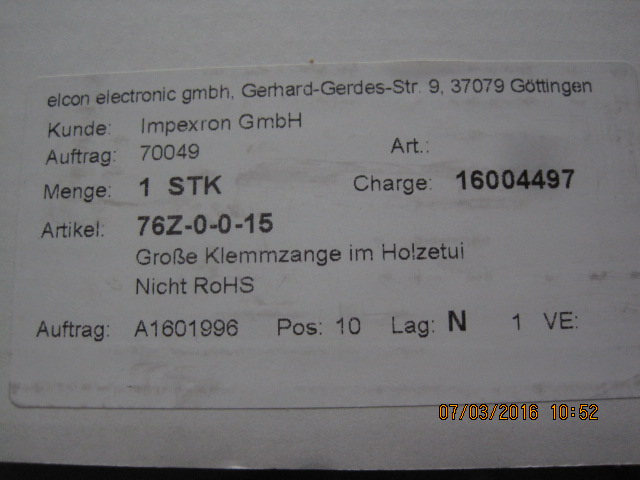 elcon electronic gmbh, Gerhard-Gerdes-Str. 9, 37079 Göttingen
Kunde: Impexron GmbH
Auftrag: 70049 Art.:
Menge: 1 STK Charge: 16004497
Artikel: 76Z-0-0-15
Große Klemmzange im Holzetui
Nicht RoHS
Auftrag: A1601996 Pos: 10 Lag: N 1 VE:
07/03/2016 10:52